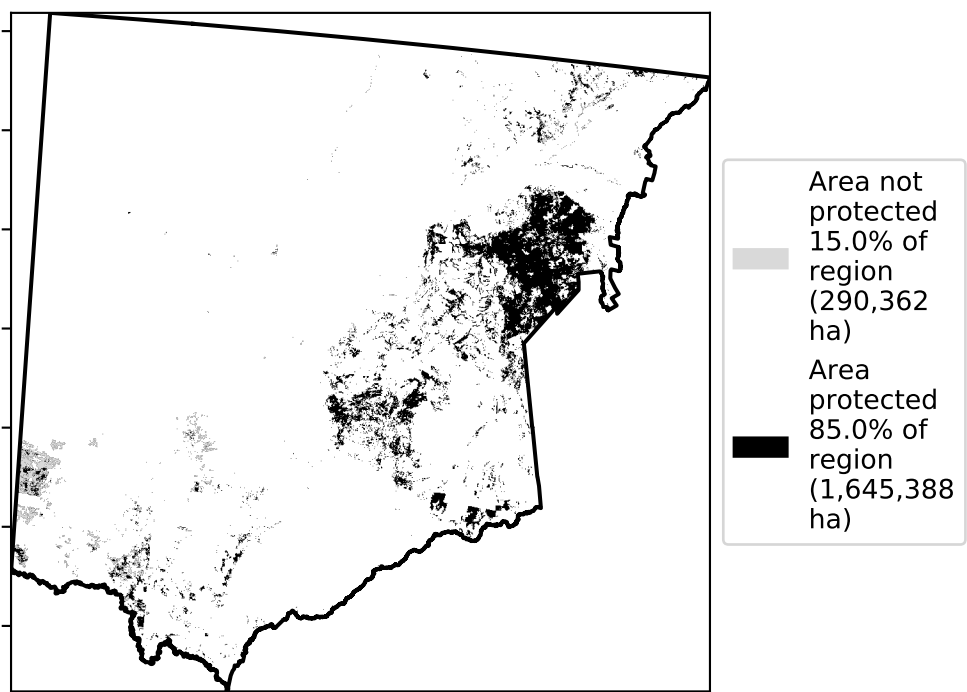 Area not
protected
15.0% of
region
(290,362
ha)
Area
protected
85.0% of
region
(1,645,388
ha)